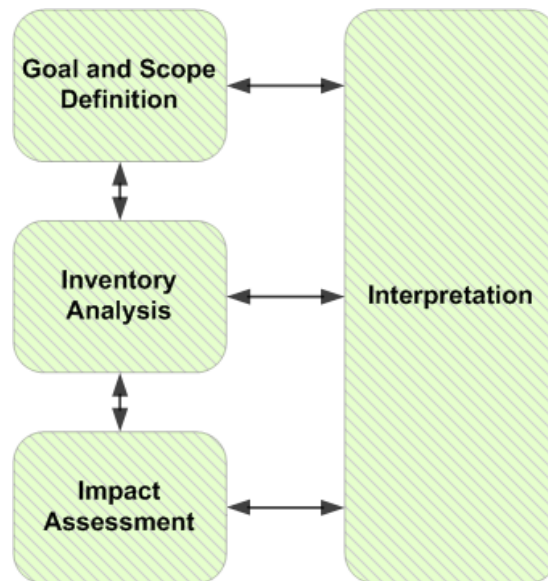 Goal and Scope
Definition
Inventory
Analysis
Interpretation
Impact
Assessment